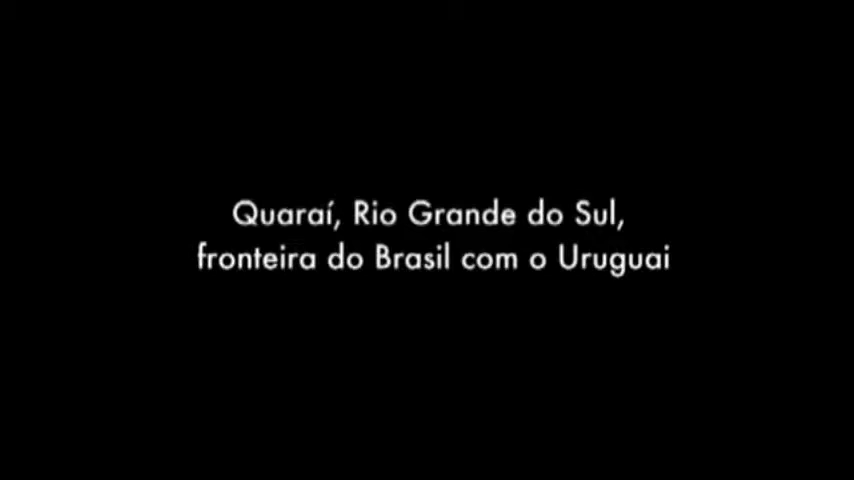 Quaraí, Rio Grande do Sul,
fronteira do Brasil com o Uruguai